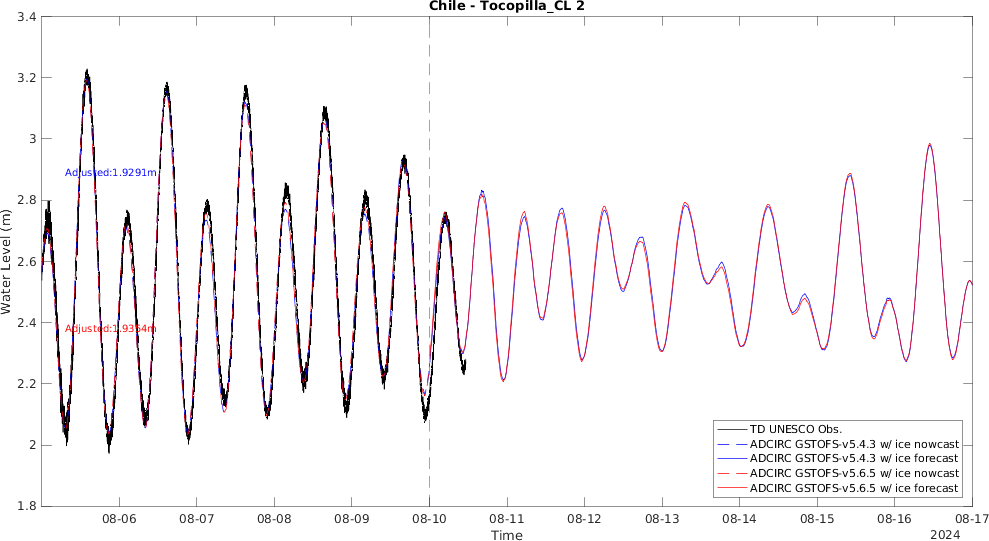 Chile - Tocopilla_CL 2
3.4
3.2
3
2.8
2.6
2.4
2.2
2
1.8
Water Level (m)
Adjusted:1.9291m
Adjusted:1.9364m
TD UNESCO Obs.
ADCIRC GSTOFS-v5.4.3 w/ ice nowcast
ADCIRC GSTOFS-v5.4.3 w/ ice forecast
ADCIRC GSTOFS-v5.6.5 w/ ice nowcast
ADCIRC GSTOFS-v5.6.5 w/ ice forecast
08-06 08-07 08-08 08-09 08-10 08-11 08-12 08-13 08-14 08-15 08-16 08-17
Time
2024